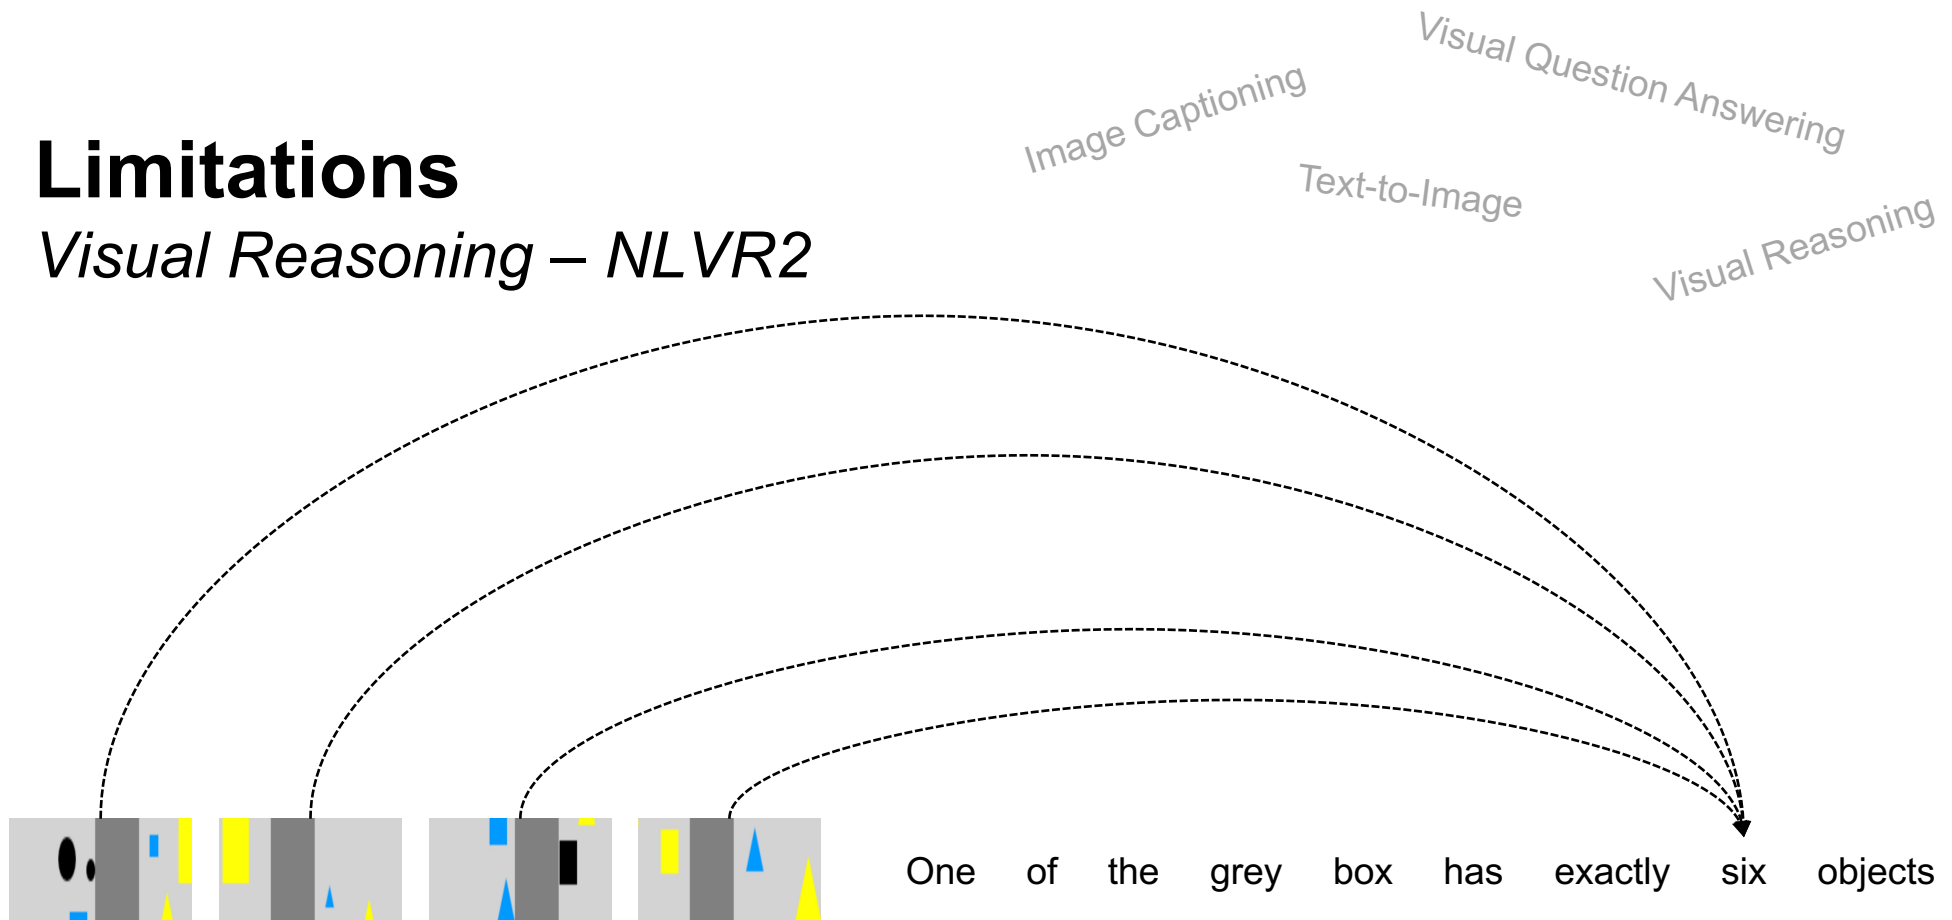 Visual Question Answering
Image Captioning
Limitations
Text-to-Image
Visual Reasoning – NLVR2
Visual Reasoning
One of the grey box has exactly six objects